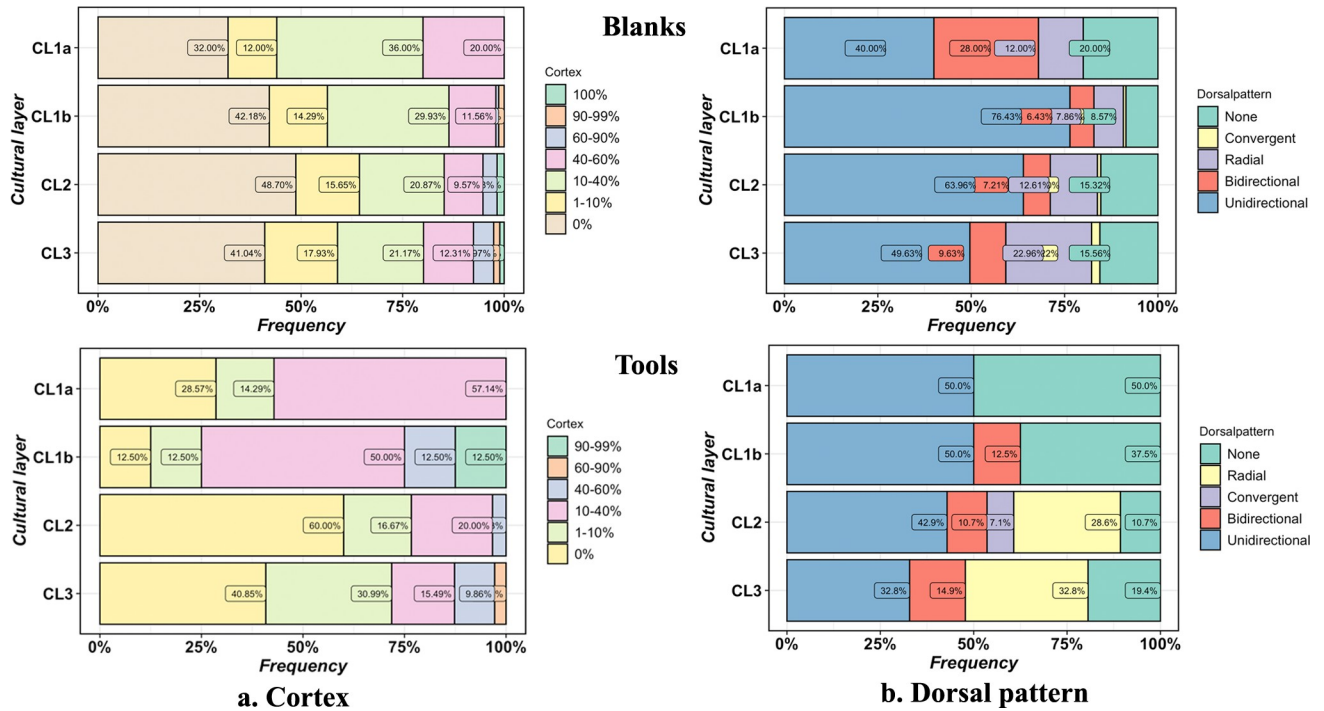 Blanks
CL1a
32.00%
12.00%
36.00%
20.00%
CL1b
42.18%
14.29%
29.93%
11.56%
CL2
48.70%
15.65%
20.87%
9.57%
CL3
41.04%
17.93%
21.17%
12.31%
Cultural layer
0%
25%
50%
75%
100%
Frequency
Cortex
100%
90-99%
60-90%
40-60%
10-40%
1-10%
0%
CL1a
40.00%
28.00%
12.00%
20.00%
CL1b
76.43%
6.43%
7.86%
8.57%
CL2
63.96%
7.21%
12.61%
15.32%
CL3
49.63%
9.63%
22.96%
15.56%
Cultural layer
0%
25%
50%
75%
100%
Frequency
Dorsalpattern
None
Convergent
Radial
Bidirectional
Unidirectional
Tools
CL1a
28.57%
14.29%
57.14%
CL1b
12.50%
12.50%
50.00%
12.50%
12.50%
CL2
60.00%
16.67%
20.00%
CL3
40.85%
30.99%
15.49%
9.86%
Cultural layer
0%
25%
50%
75%
100%
Frequency
Cortex
90-99%
60-90%
40-60%
10-40%
1-10%
0%
CL1a
50.0%
50.0%
CL1b
50.0%
12.5%
37.5%
CL2
42.9%
10.7%
7.1%
28.6%
10.7%
CL3
32.8%
14.9%
32.8%
19.4%
Cultural layer
0%
25%
50%
75%
100%
Frequency
Dorsalpattern
None
Radial
Convergent
Bidirectional
Unidirectional
a. Cortex
b. Dorsal pattern